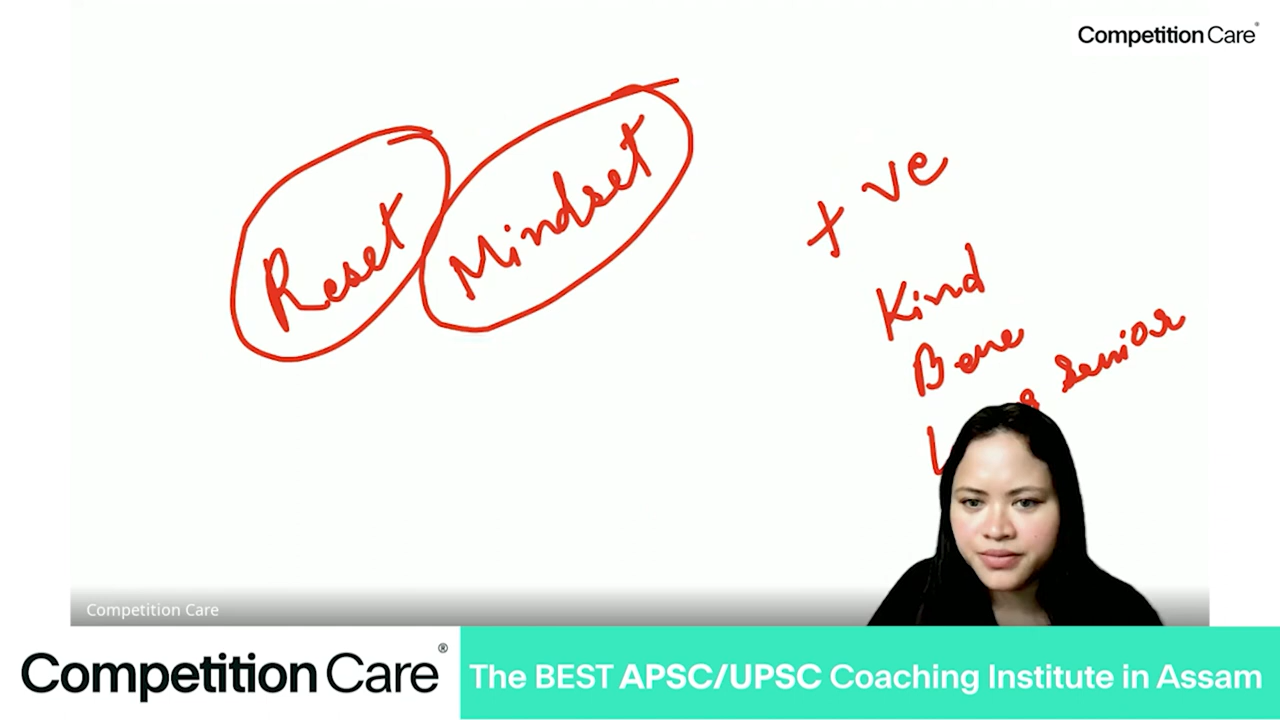 Competition Care®
Reset Mindset
+ve
Kind
Senior
Competition Care
Competition Care®
The BEST APSC/UPSC Coaching Institute in Assam